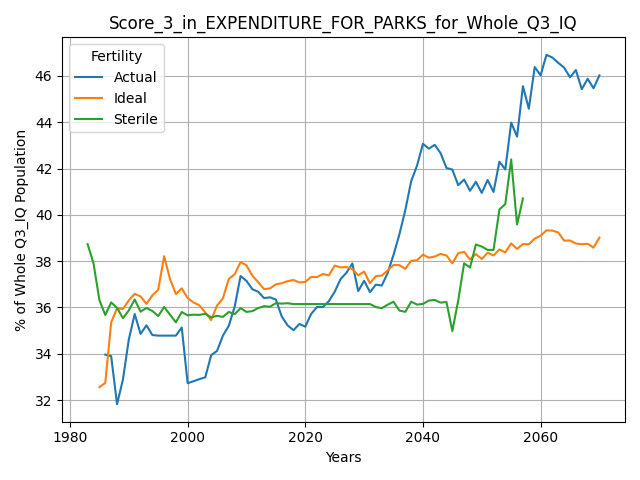 Score_3_in_EXPENDITURE_FOR_PARKS_for_Whole_Q3_IQ
Fertility
Actual
Ideal
Sterile
% of Whole Q3_IQ Population
46
44
42
40
38
36
34
32
1980
2000
2020
2040
2060
Years